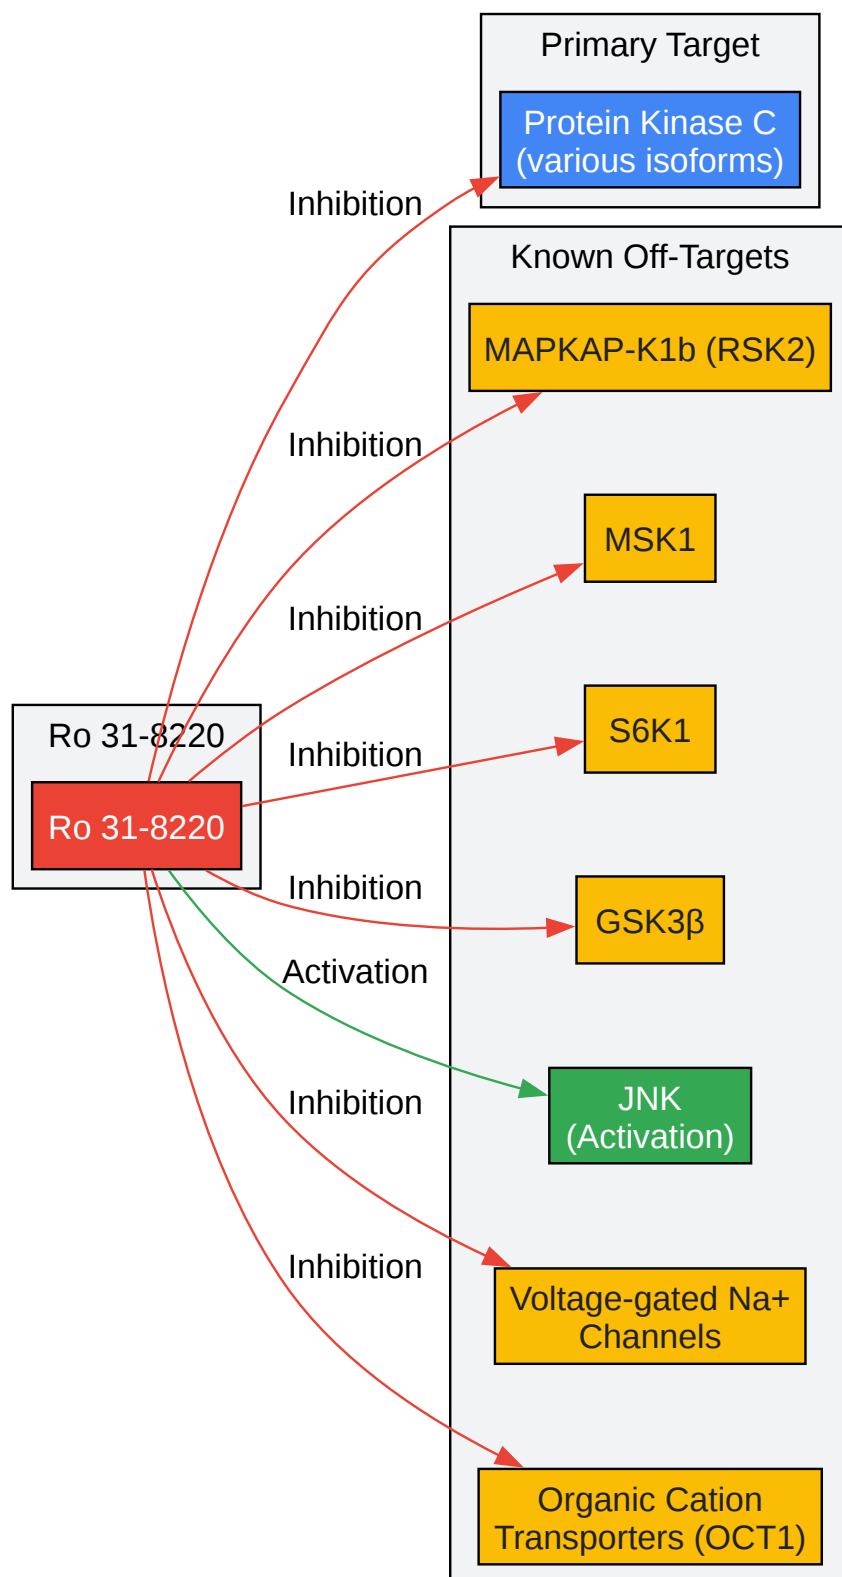 Primary Target
Protein Kinase C
(various isoforms)
Inhibition
Known Off-Targets
MAPKAP-K1b (RSK2)
Inhibition
MSK1
Inhibition
S6K1
Ro 31-8220
Inhibition
Ro 31-8220
Inhibition
GSK3β
Activation
JNK
(Activation)
Inhibition
Voltage-gated Na+
Channels
Inhibition
Organic Cation
Transporters (OCT1)